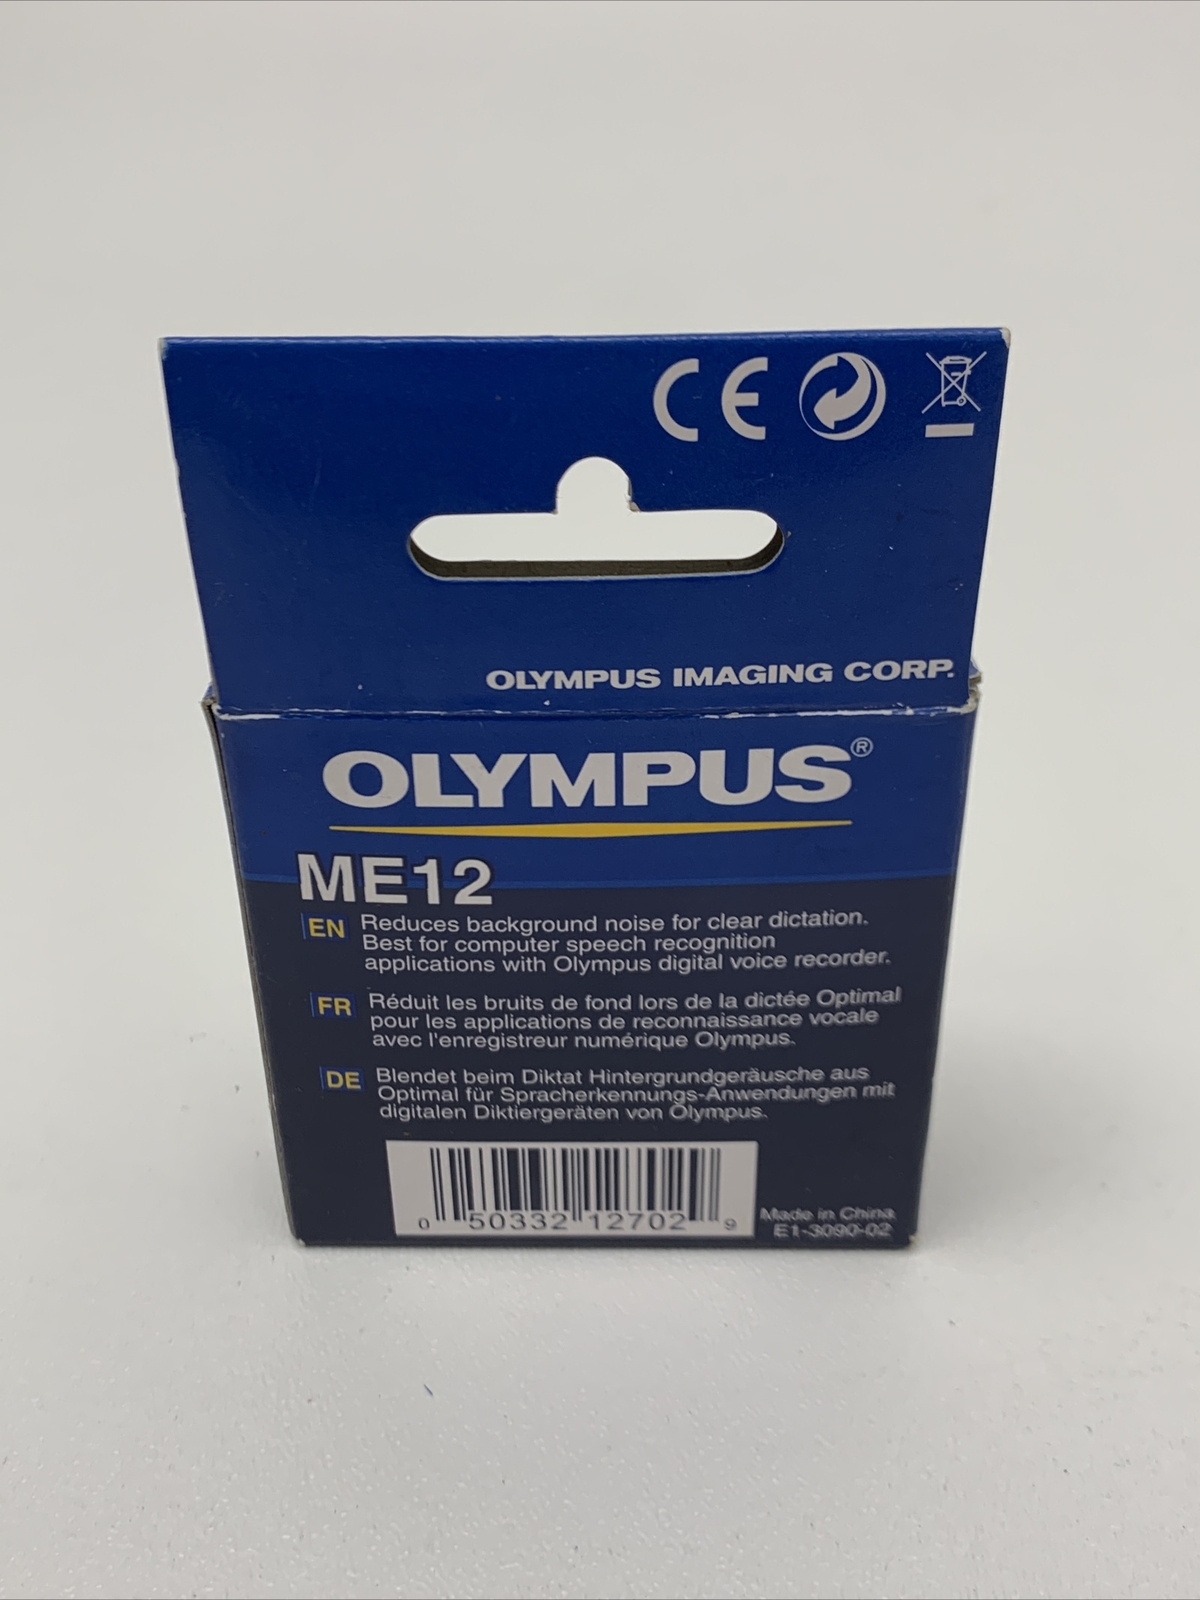 CE
OLYMPUS IMAGING CORP.
OLYMPUS®
ME12
EN Reduces background noise for clear dictation.
Best for computer speech recognition
applications with Olympus digital voice recorder.
FR Réduit les bruits de fond lors de la dictée Optimal
pour les applications de reconnaissance vocale
avec l'enregistreur numérique Olympus.
DE Blendet beim Diktat Hintergrundgeräusche aus
Optimal für Spracherkennungs-Anwendungen mit
digitalen Diktiergeräten von Olympus.
0 50332 12702 9
Made in China
E1-3090-02